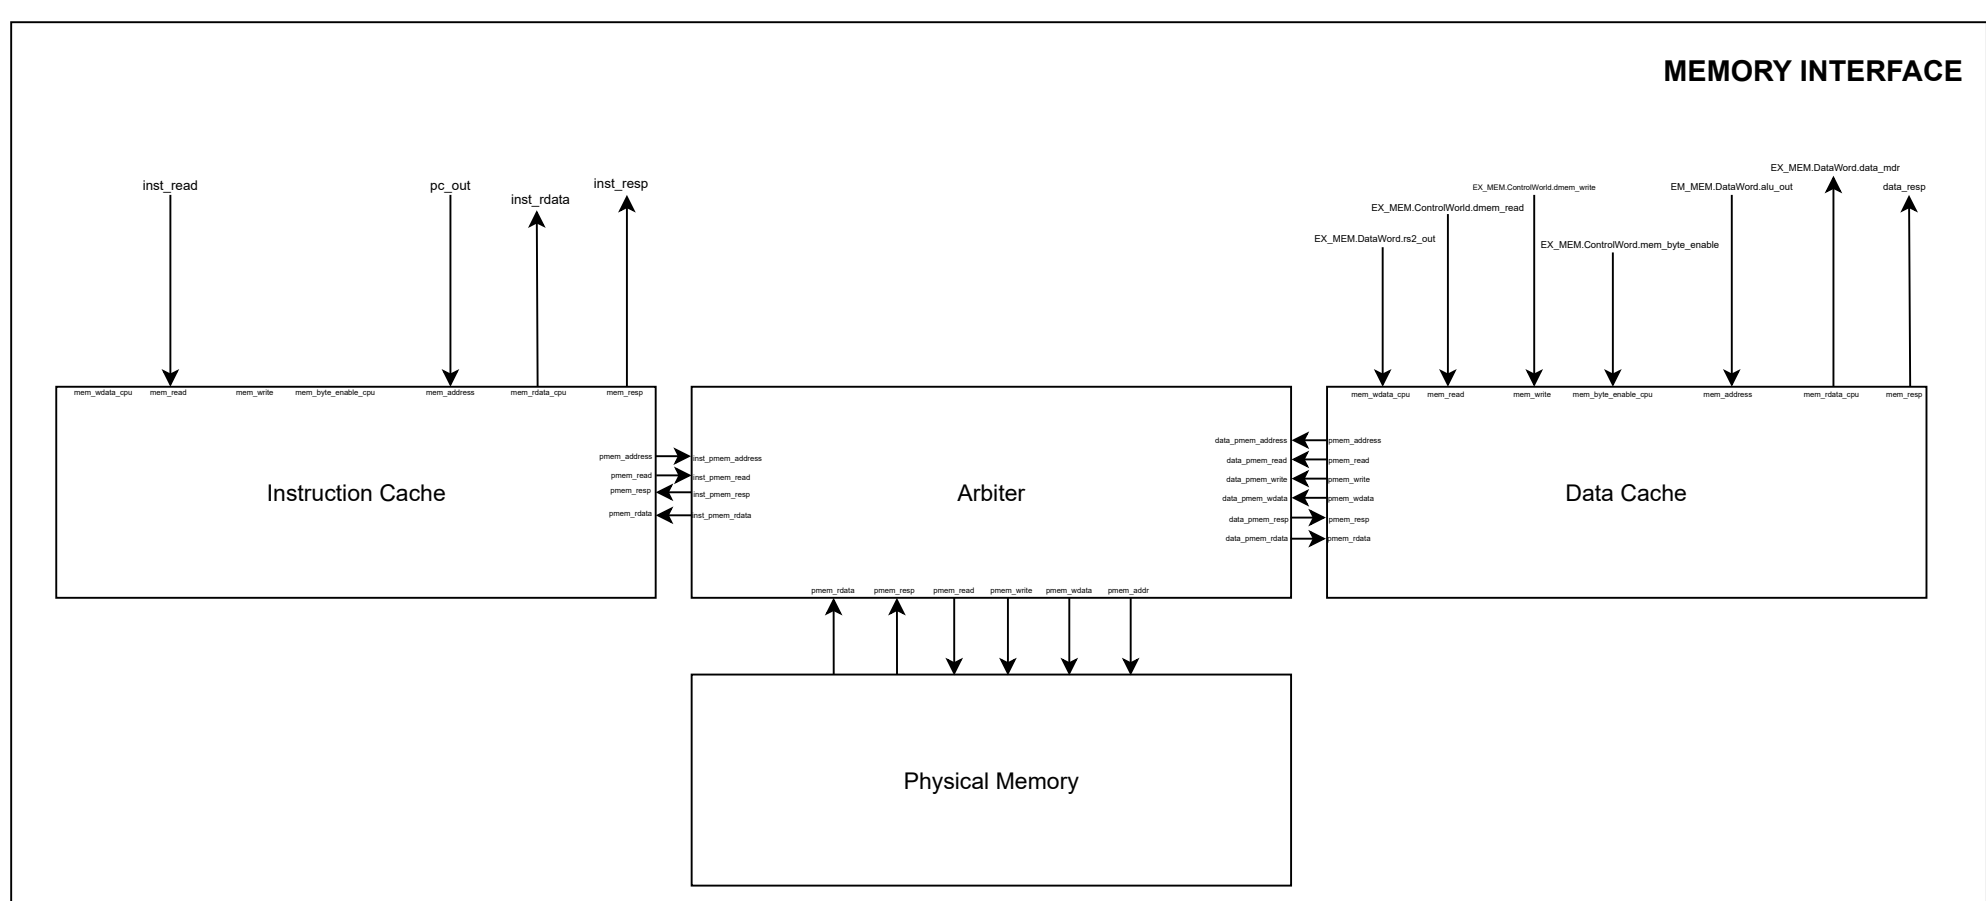 MEMORY INTERFACE
inst_read
pc_out
inst_rdata
inst_resp
EX_MEM.DataWord.rs2_out
EX_MEM.ControlWorld.dmem_read
EX_MEM.ControlWorld.dmem_write
EX_MEM.ControlWord.mem_byte_enable
EM_MEM.DataWord.alu_out
EX_MEM.DataWord.data_mdr
data_resp
mem_wdata_cpu
mem_read
mem_write
mem_byte_enable_cpu
mem_address
mem_rdata_cpu
mem_resp
pmem_address
pmem_read
pmem_resp
pmem_rdata
Instruction Cache
inst_pmem_address
inst_pmem_read
inst_pmem_resp
inst_pmem_rdata
Arbiter
data_pmem_address
data_pmem_read
data_pmem_write
data_pmem_wdata
data_pmem_resp
data_pmem_rdata
pmem_rdata
pmem_resp
pmem_read
pmem_write
pmem_wdata
pmem_addr
mem_wdata_cpu
mem_read
mem_write
mem_byte_enable_cpu
mem_address
mem_rdata_cpu
mem_resp
pmem_address
pmem_read
pmem_write
pmem_wdata
pmem_resp
pmem_rdata
Data Cache
Physical Memory